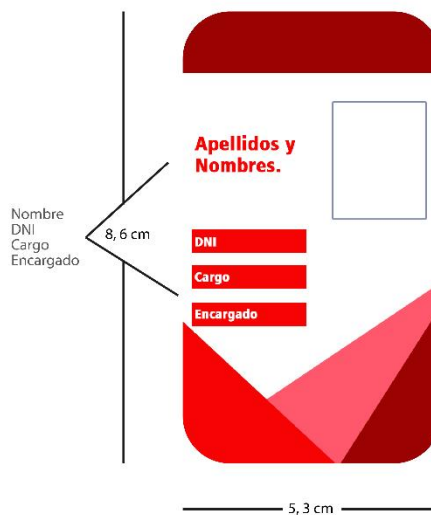 Apellidos y
Nombres.
Nombre
DNI
Cargo
Encargado
8, 6 cm
DNI
Cargo
Encargado
5, 3 cm